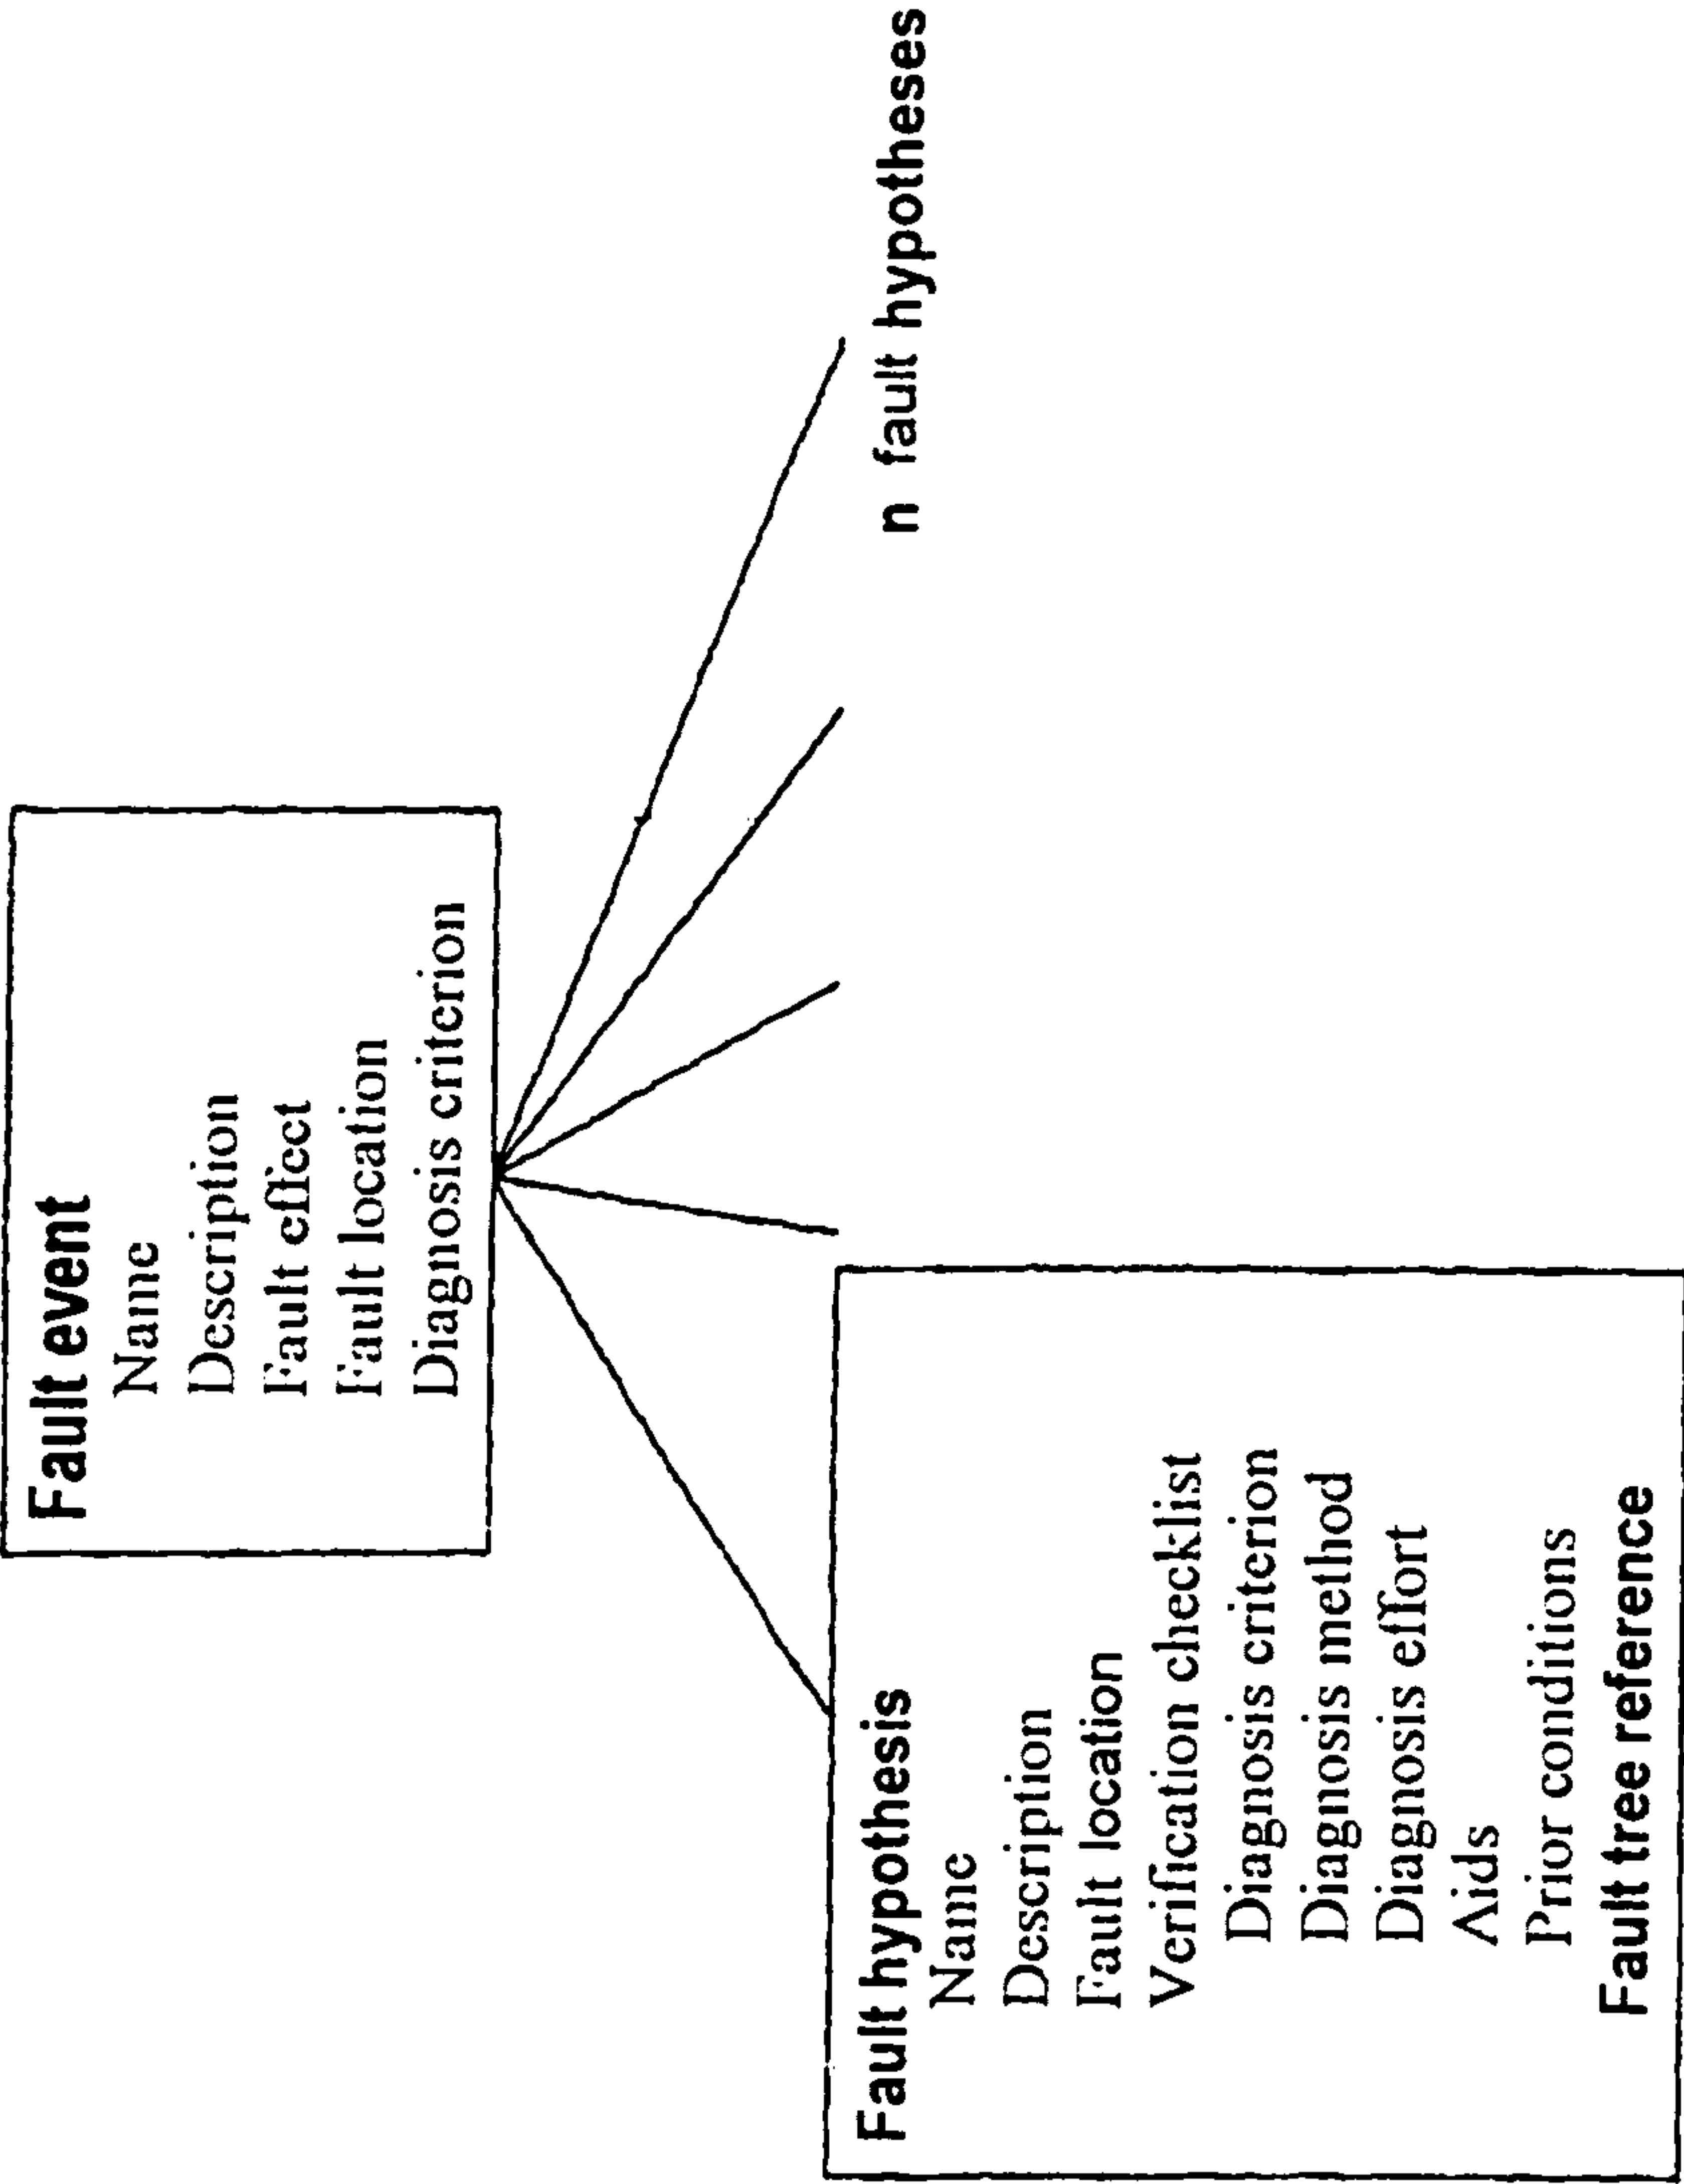 Fault event
Name
Description
Fault effect
Fault location
Diagnosis criterion
Fault hypothesis
Name
Description
Fault location
Verification checklist
Diagnosis criterion
Diagnosis method
Diagnosis effort
Aids
Prior conditions
Fault tree reference
n fault hypotheses